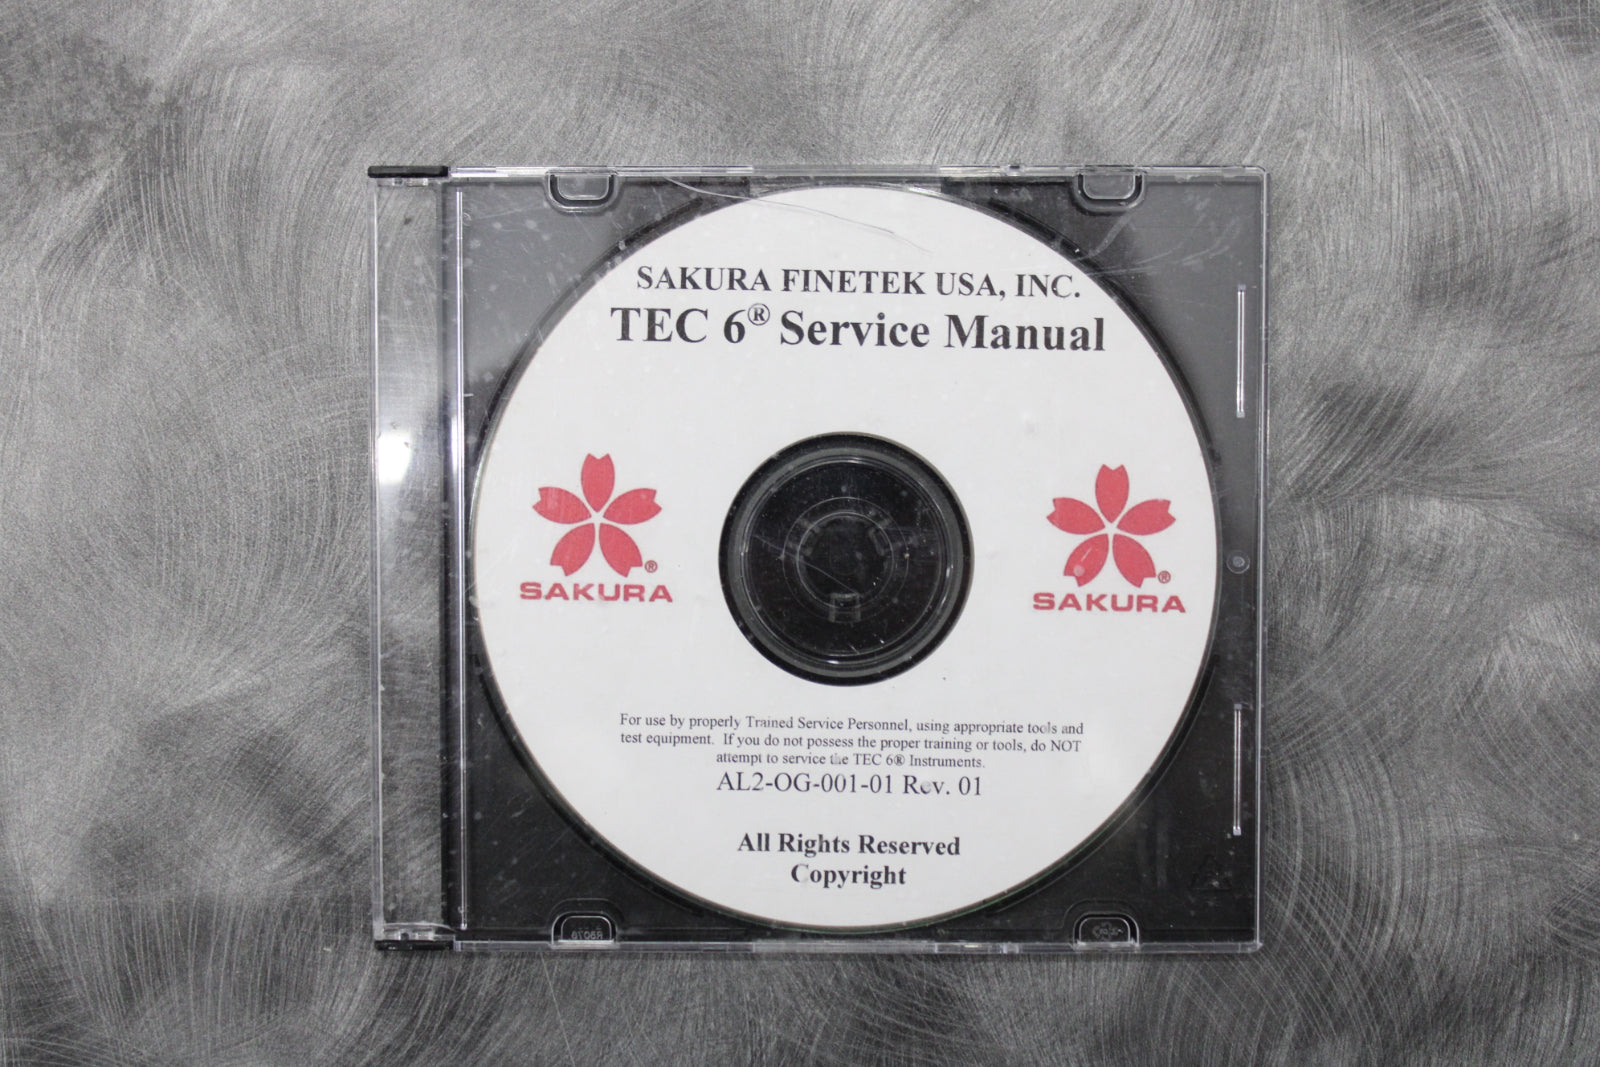 SAKURA FINETEK USA, INC.
TEC 6® Service Manual
®
SAKURA
®
SAKURA
For use by properly Trained Service Personnel, using appropriate tools and
test equipment. If you do not possess the proper training or tools, do NOT
attempt to service the TEC 6® Instruments.
AL2-OG-001-01 Rev. 01
All Rights Reserved
Copyright